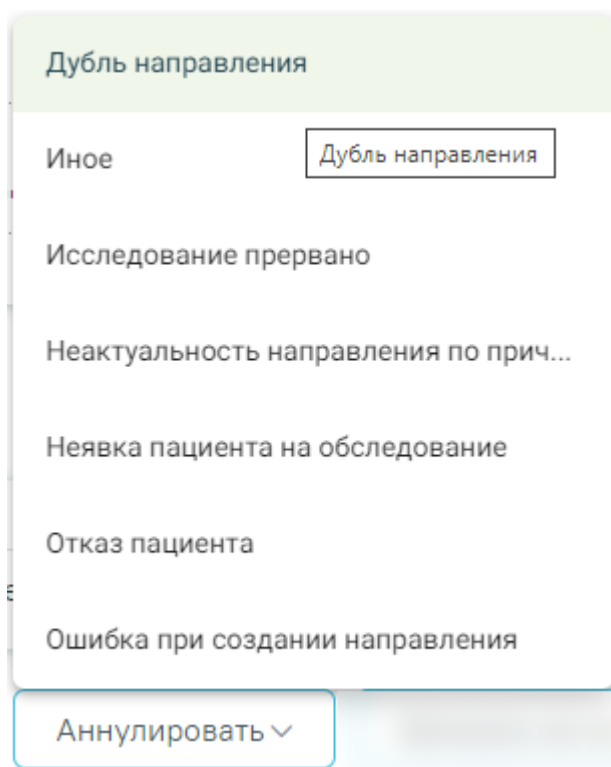 Дубль направления
Иное
Дубль направления
Исследование прервано
Неактуальность направления по прич...
Неявка пациента на обследование
Отказ пациента
Ошибка при создании направления
Аннулировать